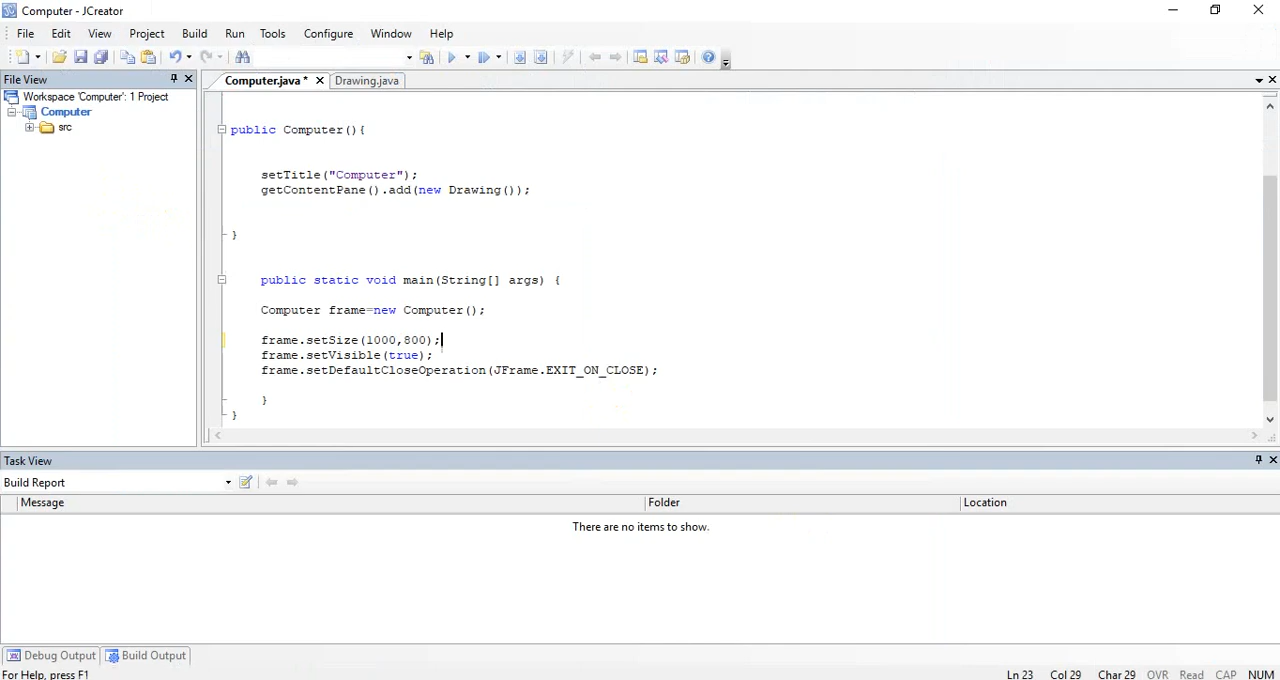 Computer - JCreator
File Edit View Project Build Run Tools Configure Window Help
File View
Computer.java * Drawing.java
Workspace 'Computer': 1 Project
Computer
src
public Computer(){
setTitle("Computer");
getContentPane().add(new Drawing());
}
public static void main(String[] args) {
Computer frame=new Computer();
frame.setSize(1000,800);
frame.setVisible(true);
frame.setDefaultCloseOperation(JFrame.EXIT_ON_CLOSE);
}
}
Task View
Build Report
Message Folder Location
There are no items to show.
Debug Output Build Output
For Help, press F1 Ln 23 Col 29 Char 29 OVR Read CAP NUM